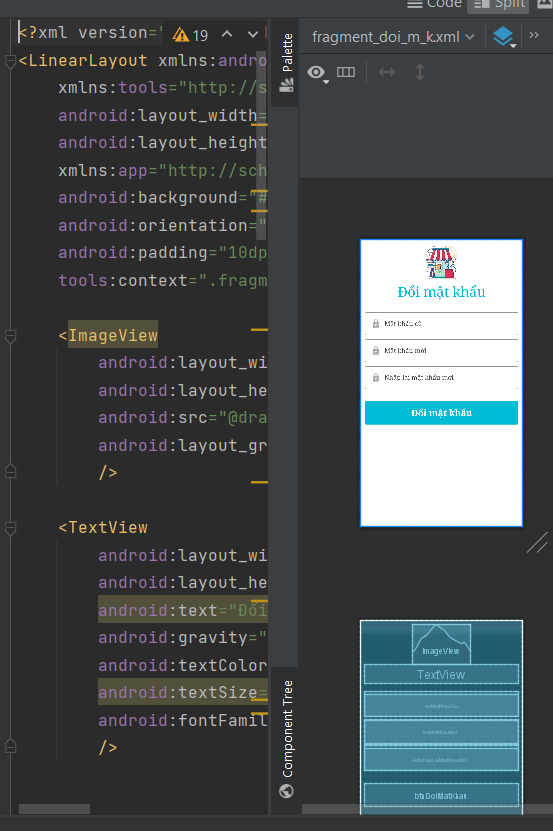 Code
Split
<?xml version="
19
<LinearLayout xmlns:andro
xmlns:tools="http://s
android:layout_width=
android:layout_height
xmlns:app="http://sch
android:background="#
android:orientation="
android:padding="10dp
tools:context=".fragm
<ImageView
android:layout_wi
android:layout_he
android:src="@dra
android:layout_gr
/>
<TextView
android:layout_wi
android:layout_he
android:text="Đổi
android:gravity="
android:textColor
android:textSize=
android:fontFamil
/>
Palette
Component Tree
fragment_doi_m_k.xml
Đổi mật khẩu
Mật khẩu cũ
Mật khẩu mới
Nhập lại mật khẩu mới
Đổi mật khẩu
ImageView
TextView
btnDoiMatKhau